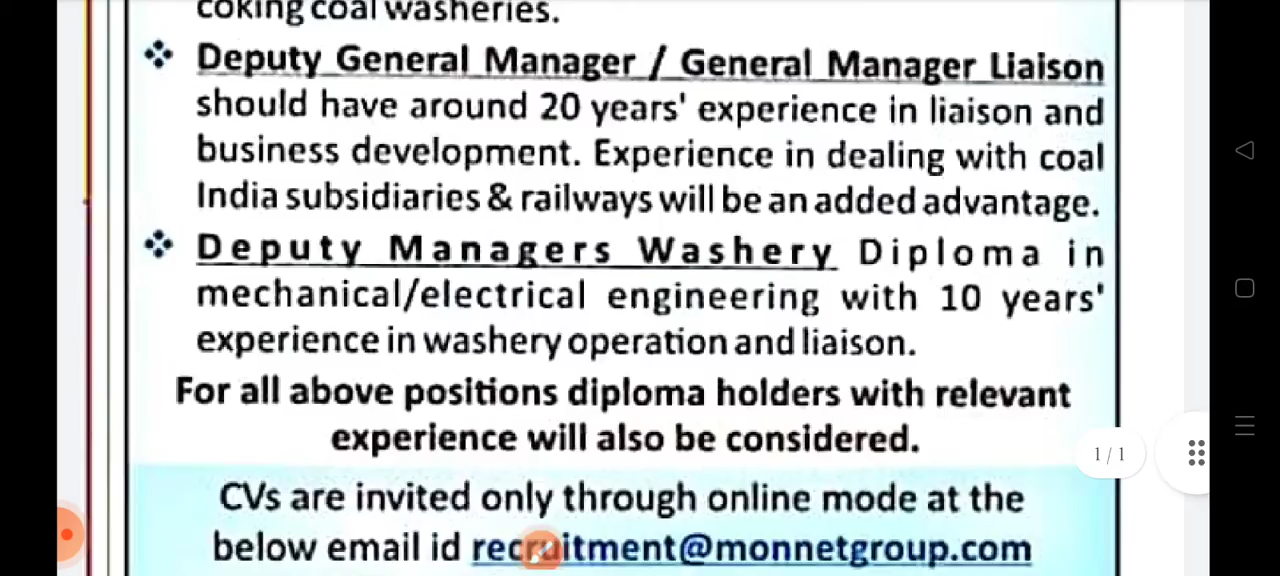 coking coal washeries.
❖ Deputy General Manager / General Manager Liaison
should have around 20 years' experience in liaison and
business development. Experience in dealing with coal
India subsidiaries & railways will be an added advantage.
❖ Deputy Managers Washery Diploma in
mechanical/electrical engineering with 10 years'
experience in washery operation and liaison.
For all above positions diploma holders with relevant
experience will also be considered.
1 / 1
CVs are invited only through online mode at the
below email id recruitment@monnetgroup.com